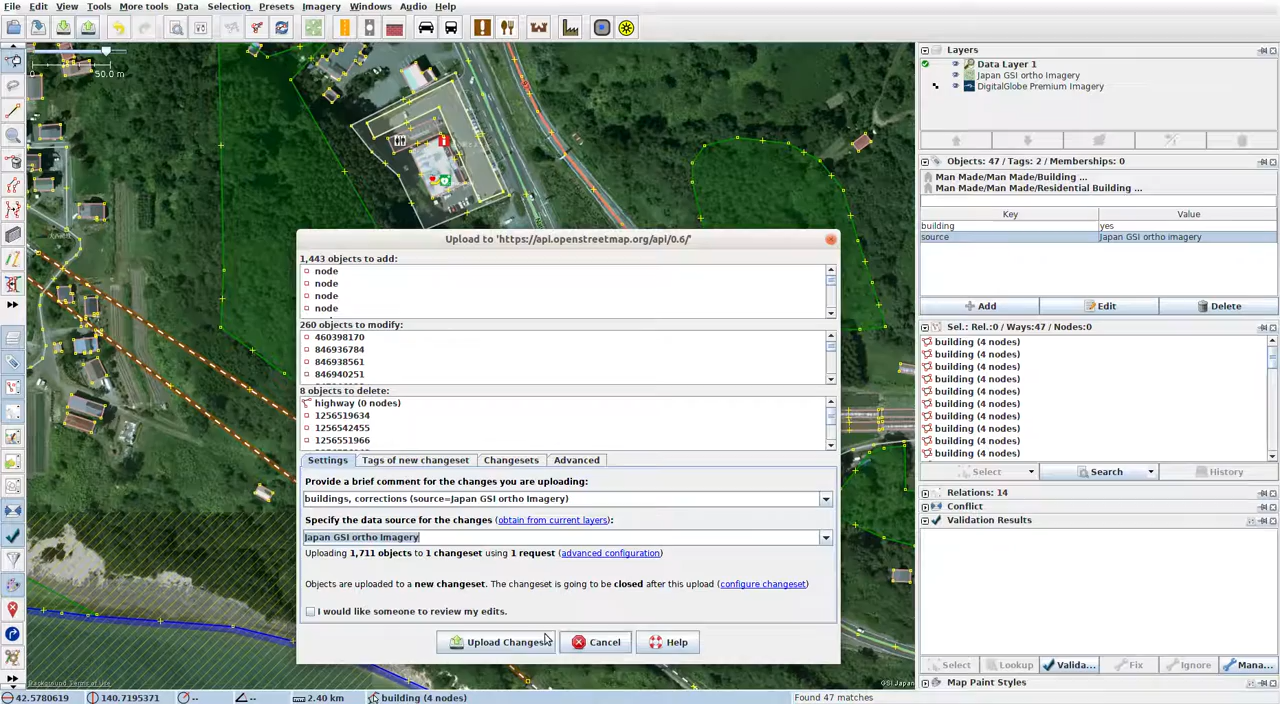 File Edit View Tools More tools Data Selection Presets Imagery Windows Audio Help
0 50.0 m
Layers
Data Layer 1
Japan GSI ortho Imagery
DigitalGlobe Premium Imagery
Objects: 47 / Tags: 2 / Memberships: 0
Man Made/Man Made/Building ...
Man Made/Man Made/Residential Building ...
Key Value
building yes
source Japan GSI ortho imagery
Add Edit Delete
Sel.: Rel.:0 / Ways:47 / Nodes:0
building (4 nodes)
building (4 nodes)
building (4 nodes)
building (4 nodes)
building (4 nodes)
building (4 nodes)
building (4 nodes)
building (4 nodes)
building (4 nodes)
building (4 nodes)
Select Search History
Relations: 14
Conflict
Validation Results
Select Lookup Valida... Fix Ignore Mana...
Map Paint Styles
Upload to 'https://api.openstreetmap.org/api/0.6/'
1,443 objects to add:
node
node
node
node
260 objects to modify:
460398170
846936784
846938561
846940251
8 objects to delete:
highway (0 nodes)
1256519634
1256542455
1256551966
Settings Tags of new changeset Changesets Advanced
Provide a brief comment for the changes you are uploading:
buildings, corrections (source=Japan GSI ortho Imagery)
Specify the data source for the changes (obtain from current layers):
Japan GSI ortho Imagery
Uploading 1,711 objects to 1 changeset using 1 request (advanced configuration)
Objects are uploaded to a new changeset. The changeset is going to be closed after this upload (configure changeset)
I would like someone to review my edits.
Upload Changes Cancel Help
Background Terms of Use
GSI Japan
42.5780619 140.7195371 -- -- 2.40 km building (4 nodes) Found 47 matches